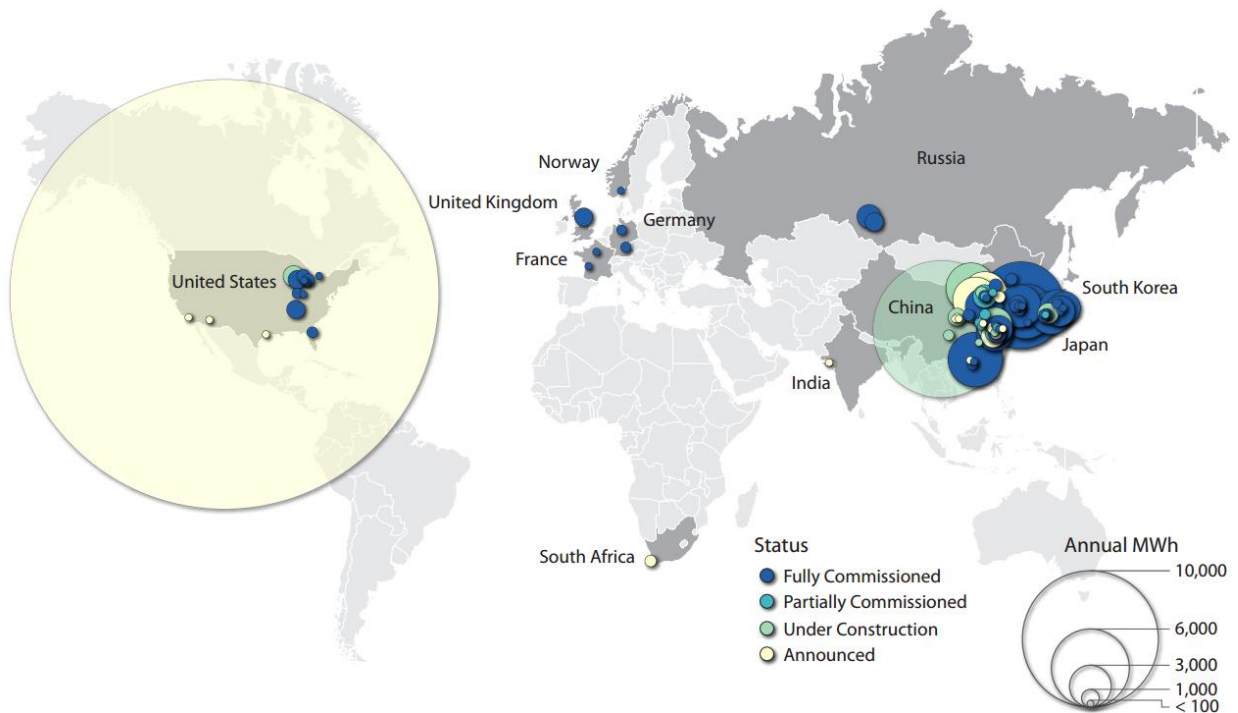 Norway
Russia
United Kingdom
Germany
France
United States
China
South Korea
Japan
India
South Africa
Status
Fully Commissioned
Partially Commissioned
Under Construction
Announced
Annual MWh
10,000
6,000
3,000
1,000
< 100